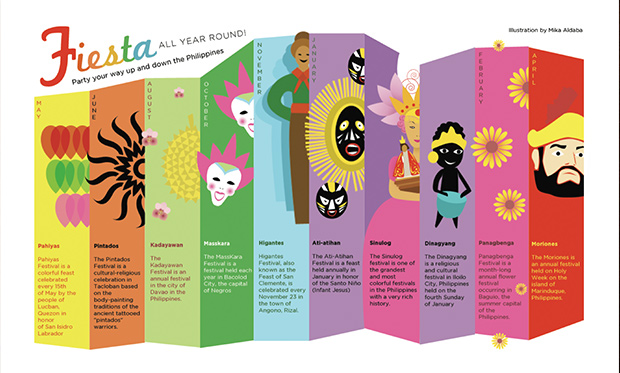 Fiesta ALL YEAR ROUND!
Party your way up and down the Philippines
Illustration by Mika Aldaba
MAY
Pahiyas
Pahiyas
Festival is a
colorful feast
celebrated
every 15th
of May by the
people of
Lucban,
Quezon in
honor
of San Isidro
Labrador
JUNE
Pintados
The Pintados
Festival is a
cultural-religious
celebration in
the
Tacloban based
on the
body-painting
traditions of the
ancient tattooed
"pintados"
warriors.
AUGUST
Kadayawan
The
Kadayawan
Festival is an
annual festival
in the city of
Davao in the
Philippines.
OCTOBER
Masskara
The MassKara
Festival is a
festival held each
year in Bacolod
City, the capital
of Negros
NOVEMBER
Higantes
Higantes
Festival, also
known as the
Feast of San
Clemente, is
celebrated every
November 23 in
the town of
Angono, Rizal.
JANUARY
Ati-atihan
The Ati-Atihan
Festival is a feast
held annually in
January in honor
of the Santo Niño
(Infant Jesus)
Sinulog
The Sinulog
festival is one of
the grandest
and most
colorful festivals
in the Philippines
with a very rich
history.
Dinagyang
The Dinagyang
is a religious
and cultural
festival in Iloilo
City, Philippines
held on the
fourth Sunday
of January
FEBRUARY
Panagbenga
Panagbenga
Festival is a
month-long
annual flower
festival
occurring in
Baguio, the
summer capital
of the
Philippines.
APRIL
Moriones
The Moriones is
an annual festival
held on Holy
Week on the
island of
Marinduque,
Philippines.